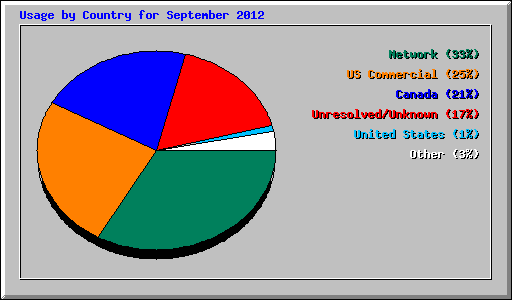 Usage by Country for September 2012
Network (33%)
US Commercial (25%)
Canada (21%)
Unresolved/Unknown (17%)
United States (1%)
Other (3%)